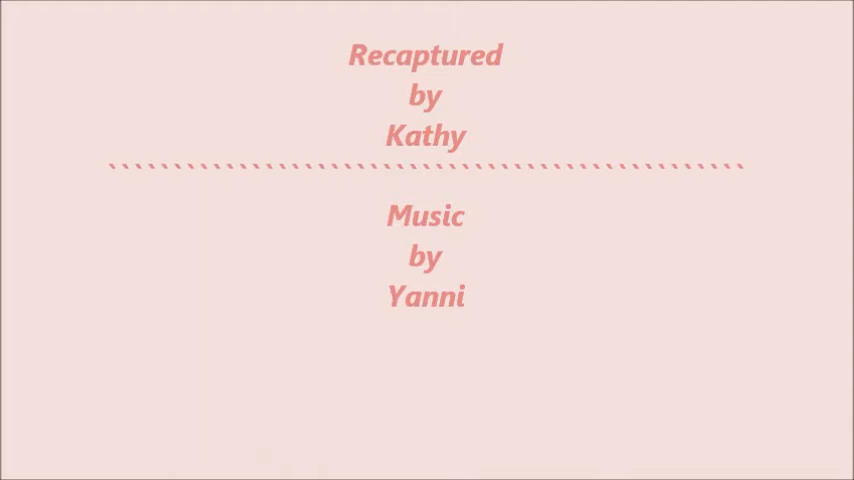 Recaptured
by
Kathy
Music
by
Yanni